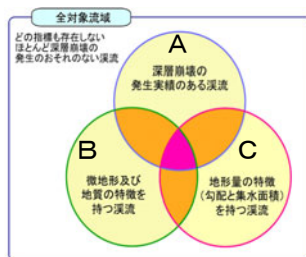 全対象流域
どの指標も存在しない
ほとんど深層崩壊の
発生のおそれのない渓流
A
深層崩壊の
発生実績のある渓流
B
微地形及び
地質の特徴を
持つ渓流
C
地形量の特徴
(勾配と集水面積)
を持つ渓流